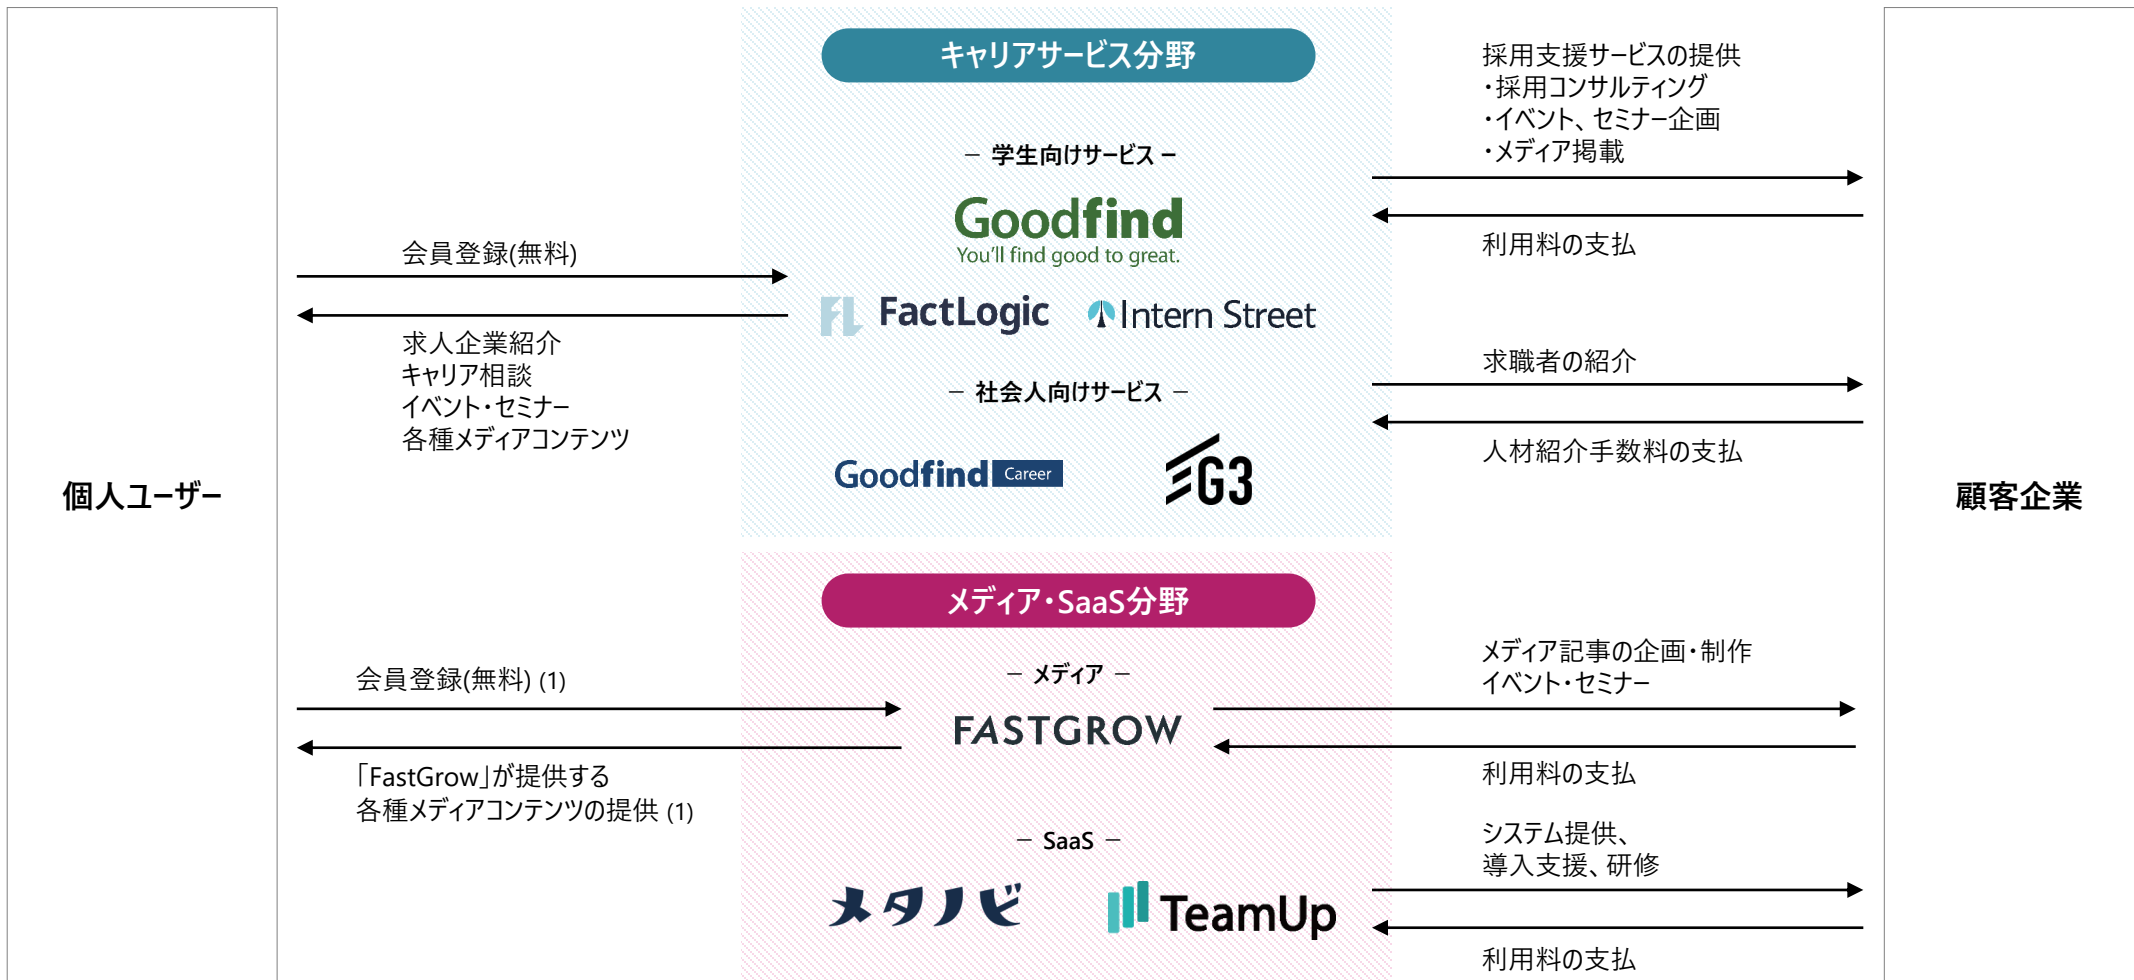 個人ユーザー
会員登録(無料)
求人企業紹介
キャリア相談
イベント・セミナー
各種メディアコンテンツ
会員登録(無料) (1)
「FastGrow」が提供する
各種メディアコンテンツの提供 (1)
キャリアサービス分野
― 学生向けサービス ―
Goodfind
You'll find good to great.
FL FactLogic
Intern Street
― 社会人向けサービス ―
Goodfind Career
G3
メディア・SaaS分野
― メディア ―
FASTGROW
― SaaS ―
メタノビ
TeamUp
採用支援サービスの提供
・採用コンサルティング
・イベント、セミナー企画
・メディア掲載
利用料の支払
求職者の紹介
人材紹介手数料の支払
メディア記事の企画・制作
イベント・セミナー
利用料の支払
システム提供、
導入支援、研修
利用料の支払
顧客企業